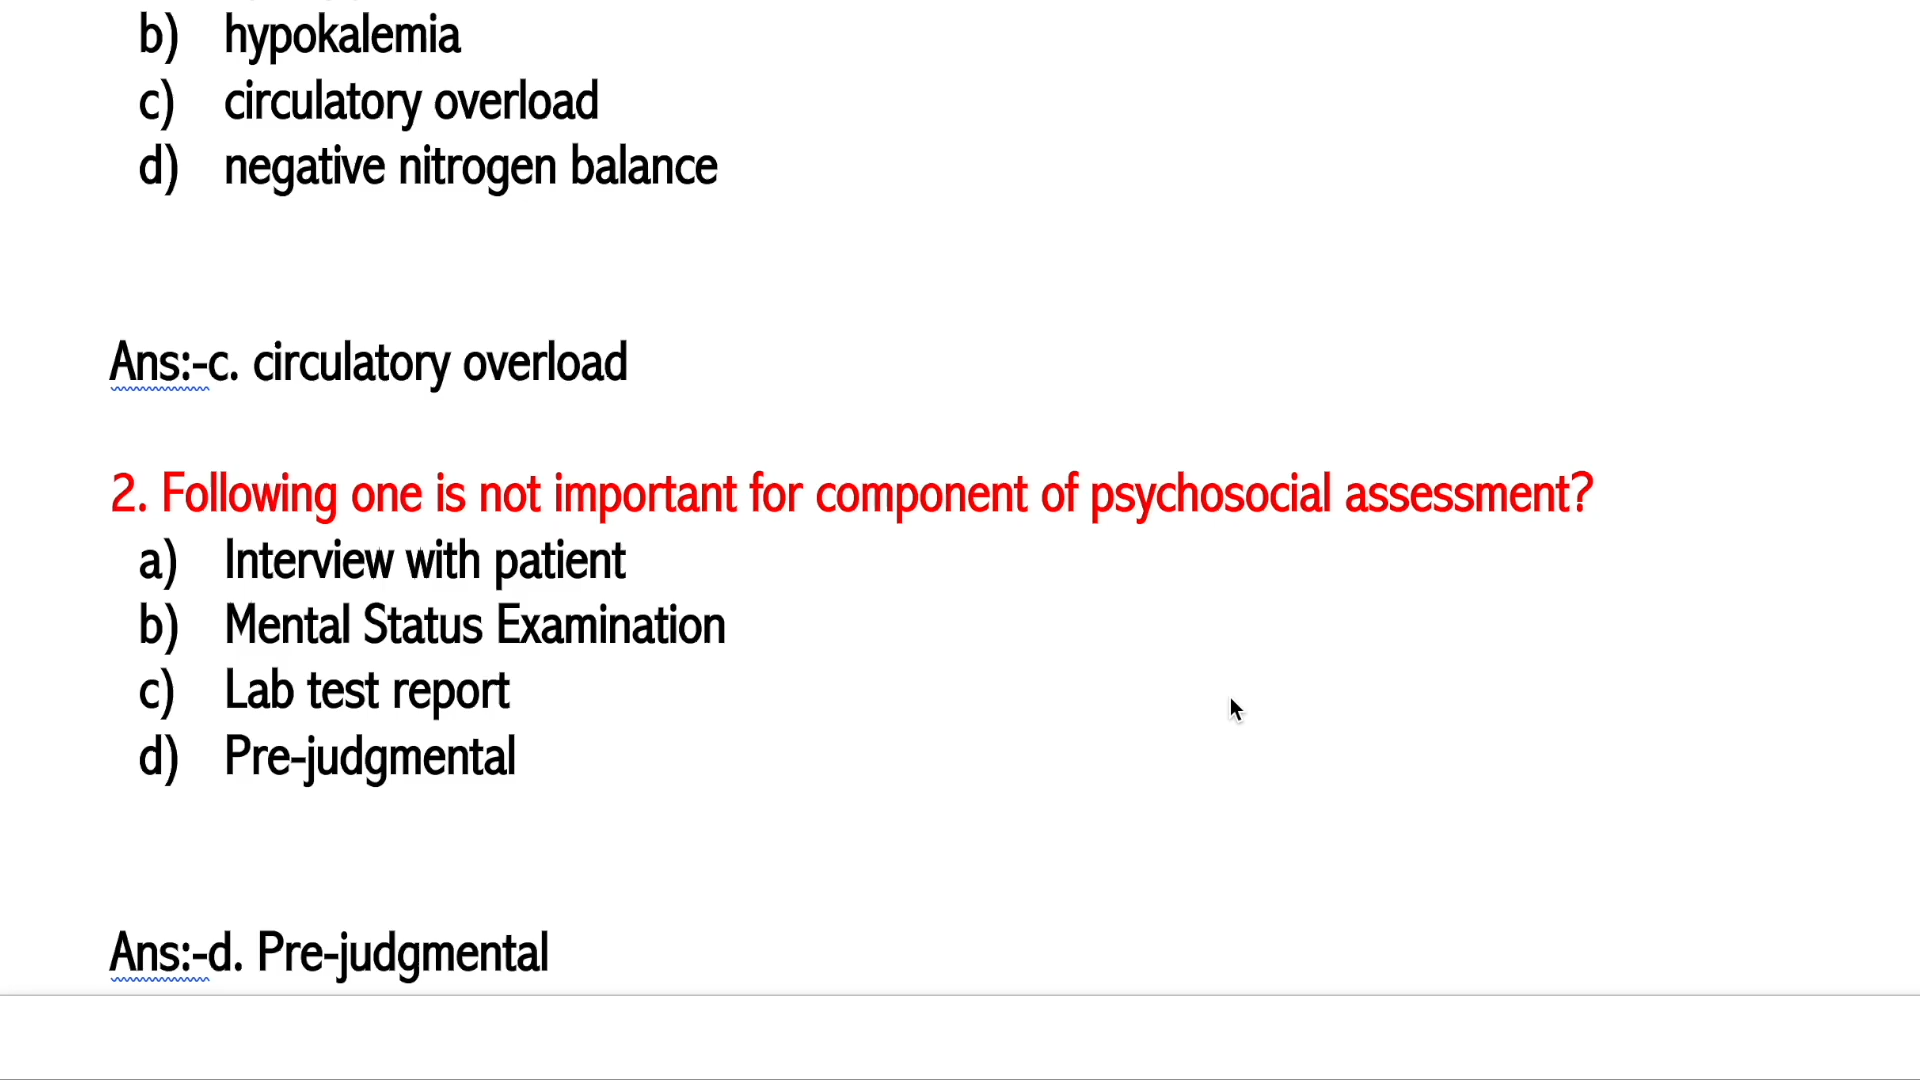 b) hypokalemia
c) circulatory overload
d) negative nitrogen balance
Ans:-c. circulatory overload
2. Following one is not important for component of psychosocial assessment?
a) Interview with patient
b) Mental Status Examination
c) Lab test report
d) Pre-judgmental
Ans:-d. Pre-judgmental